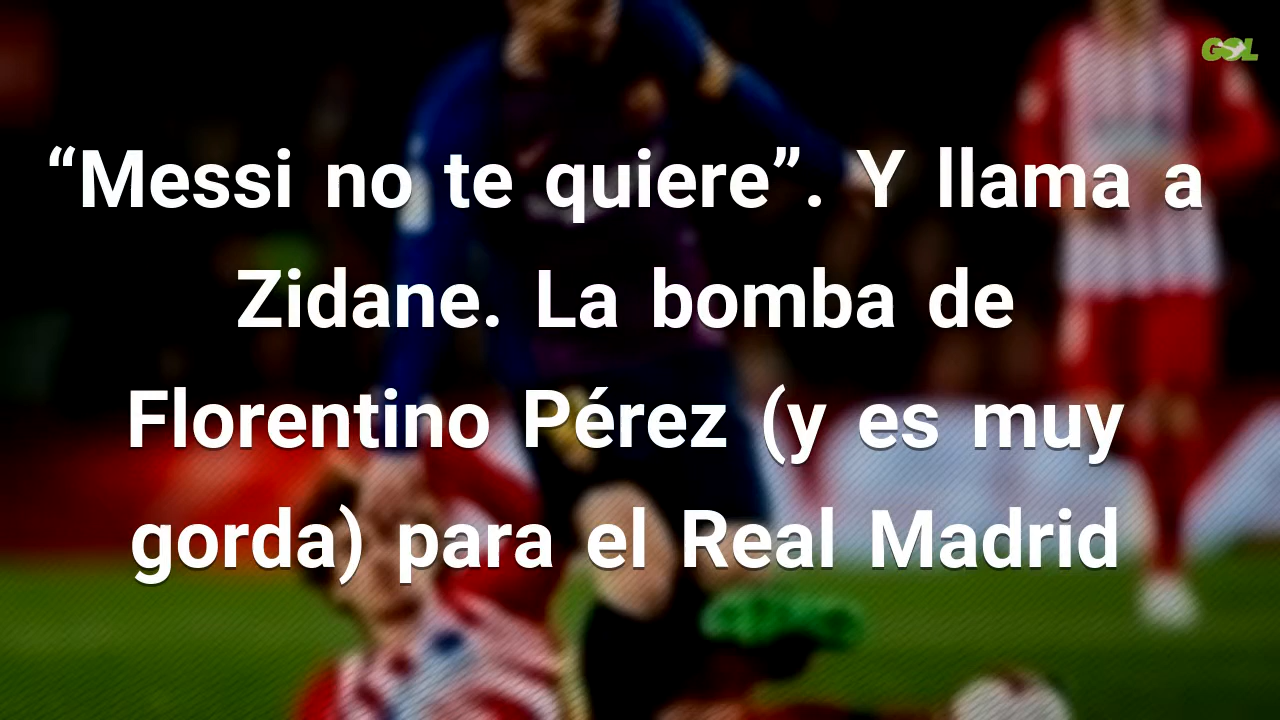 GOL
“Messi no te quiere”. Y llama a
Zidane. La bomba de
Florentino Pérez (y es muy
gorda) para el Real Madrid